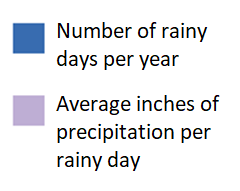 Number of rainy
days per year
Average inches of
precipitation per
rainy day